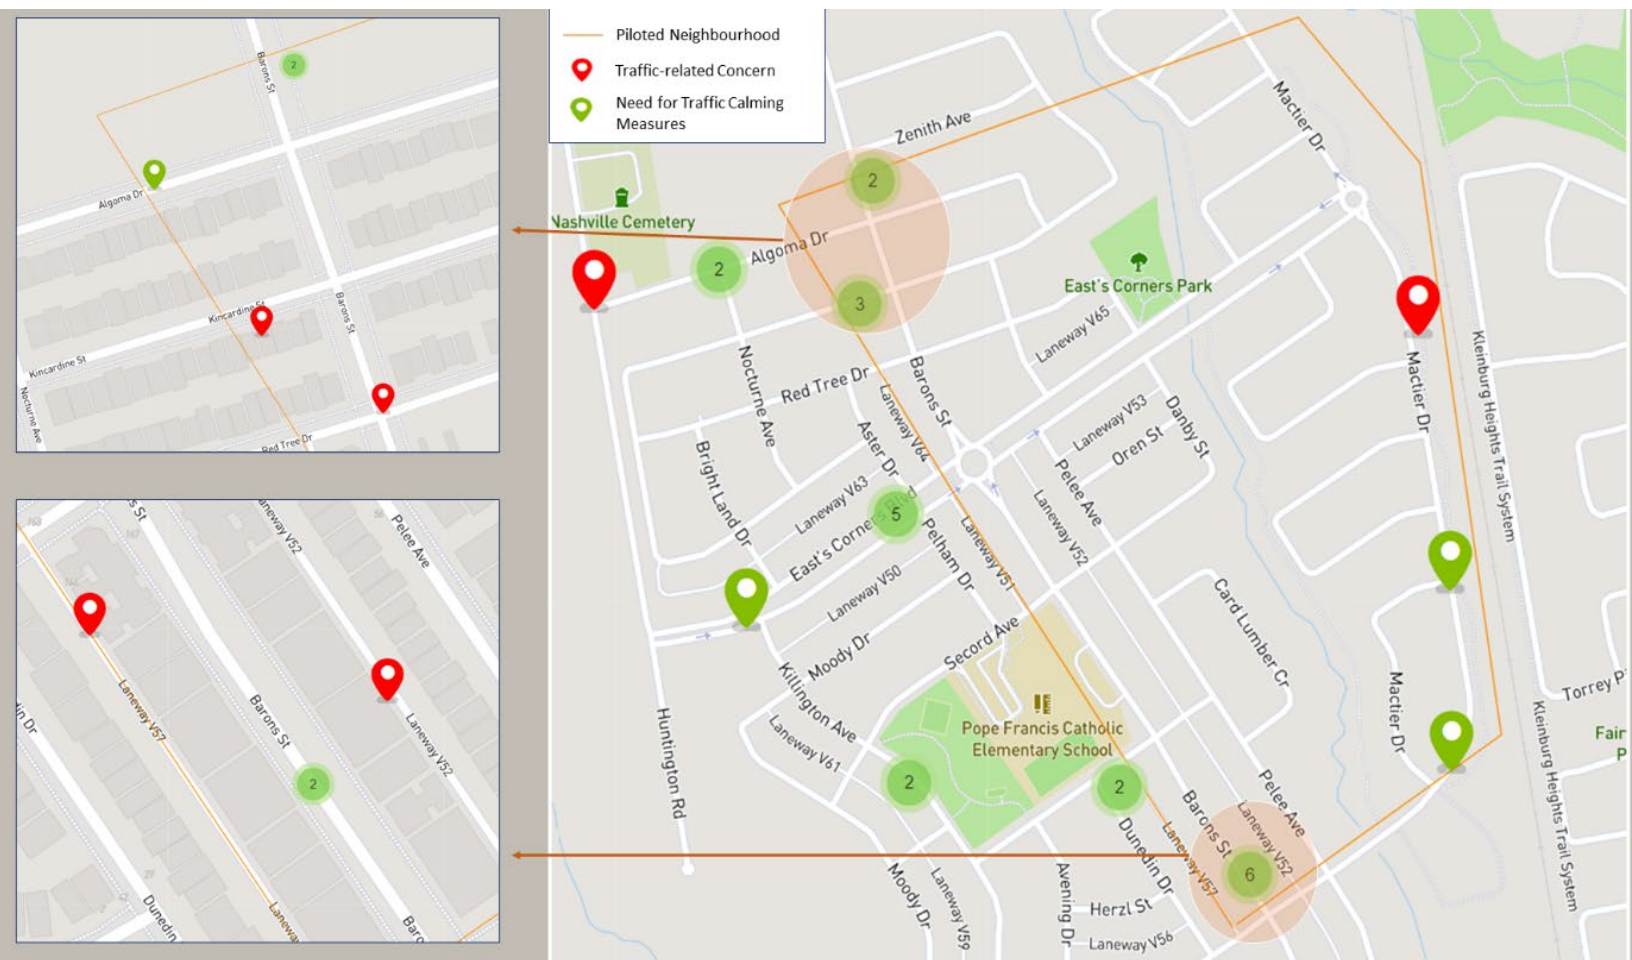 Piloted Neighbourhood
Traffic-related Concern
Need for Traffic Calming
Measures
Barons St
2
Algoma Dr
Kincardine St
Barons St
Kincardine St
Nocturne Ave
Red Tree Dr
Laneway V52
Pelee Ave
Laneway V57
Barons St
Laneway V52
2
Dunedin
Laneway
Baro
Zenith Ave
Mactier Dr
2
Nashville Cemetery
Algoma Dr
2
East's Corners Park
3
Laneway V65
Nocturne Ave
Red Tree Dr
Barons St
Laneway V64
Mactier Dr
Kleinburg Heights Trail System
Laneway V53
Danby St
Oren St
Aster Dr
Bright Land Dr
Laneway V63
Pelee Ave
5
East's Corners Blvd
Pelham Dr
Laneway V51
Laneway V52
Laneway V50
Moody Dr
Secord Ave
Card Lumber Cr
Killington Ave
Mactier Dr
Torrey P
Huntington Rd
Laneway V61
Pope Francis Catholic
Elementary School
Fair
P
Kleinburg Heights Trail System
2
2
Pelee Ave
Barons St
Laneway V52
Laneway V57
Dunedin Dr
6
Moody Dr
Laneway V59
Avening Dr
Herzl St
Laneway V56